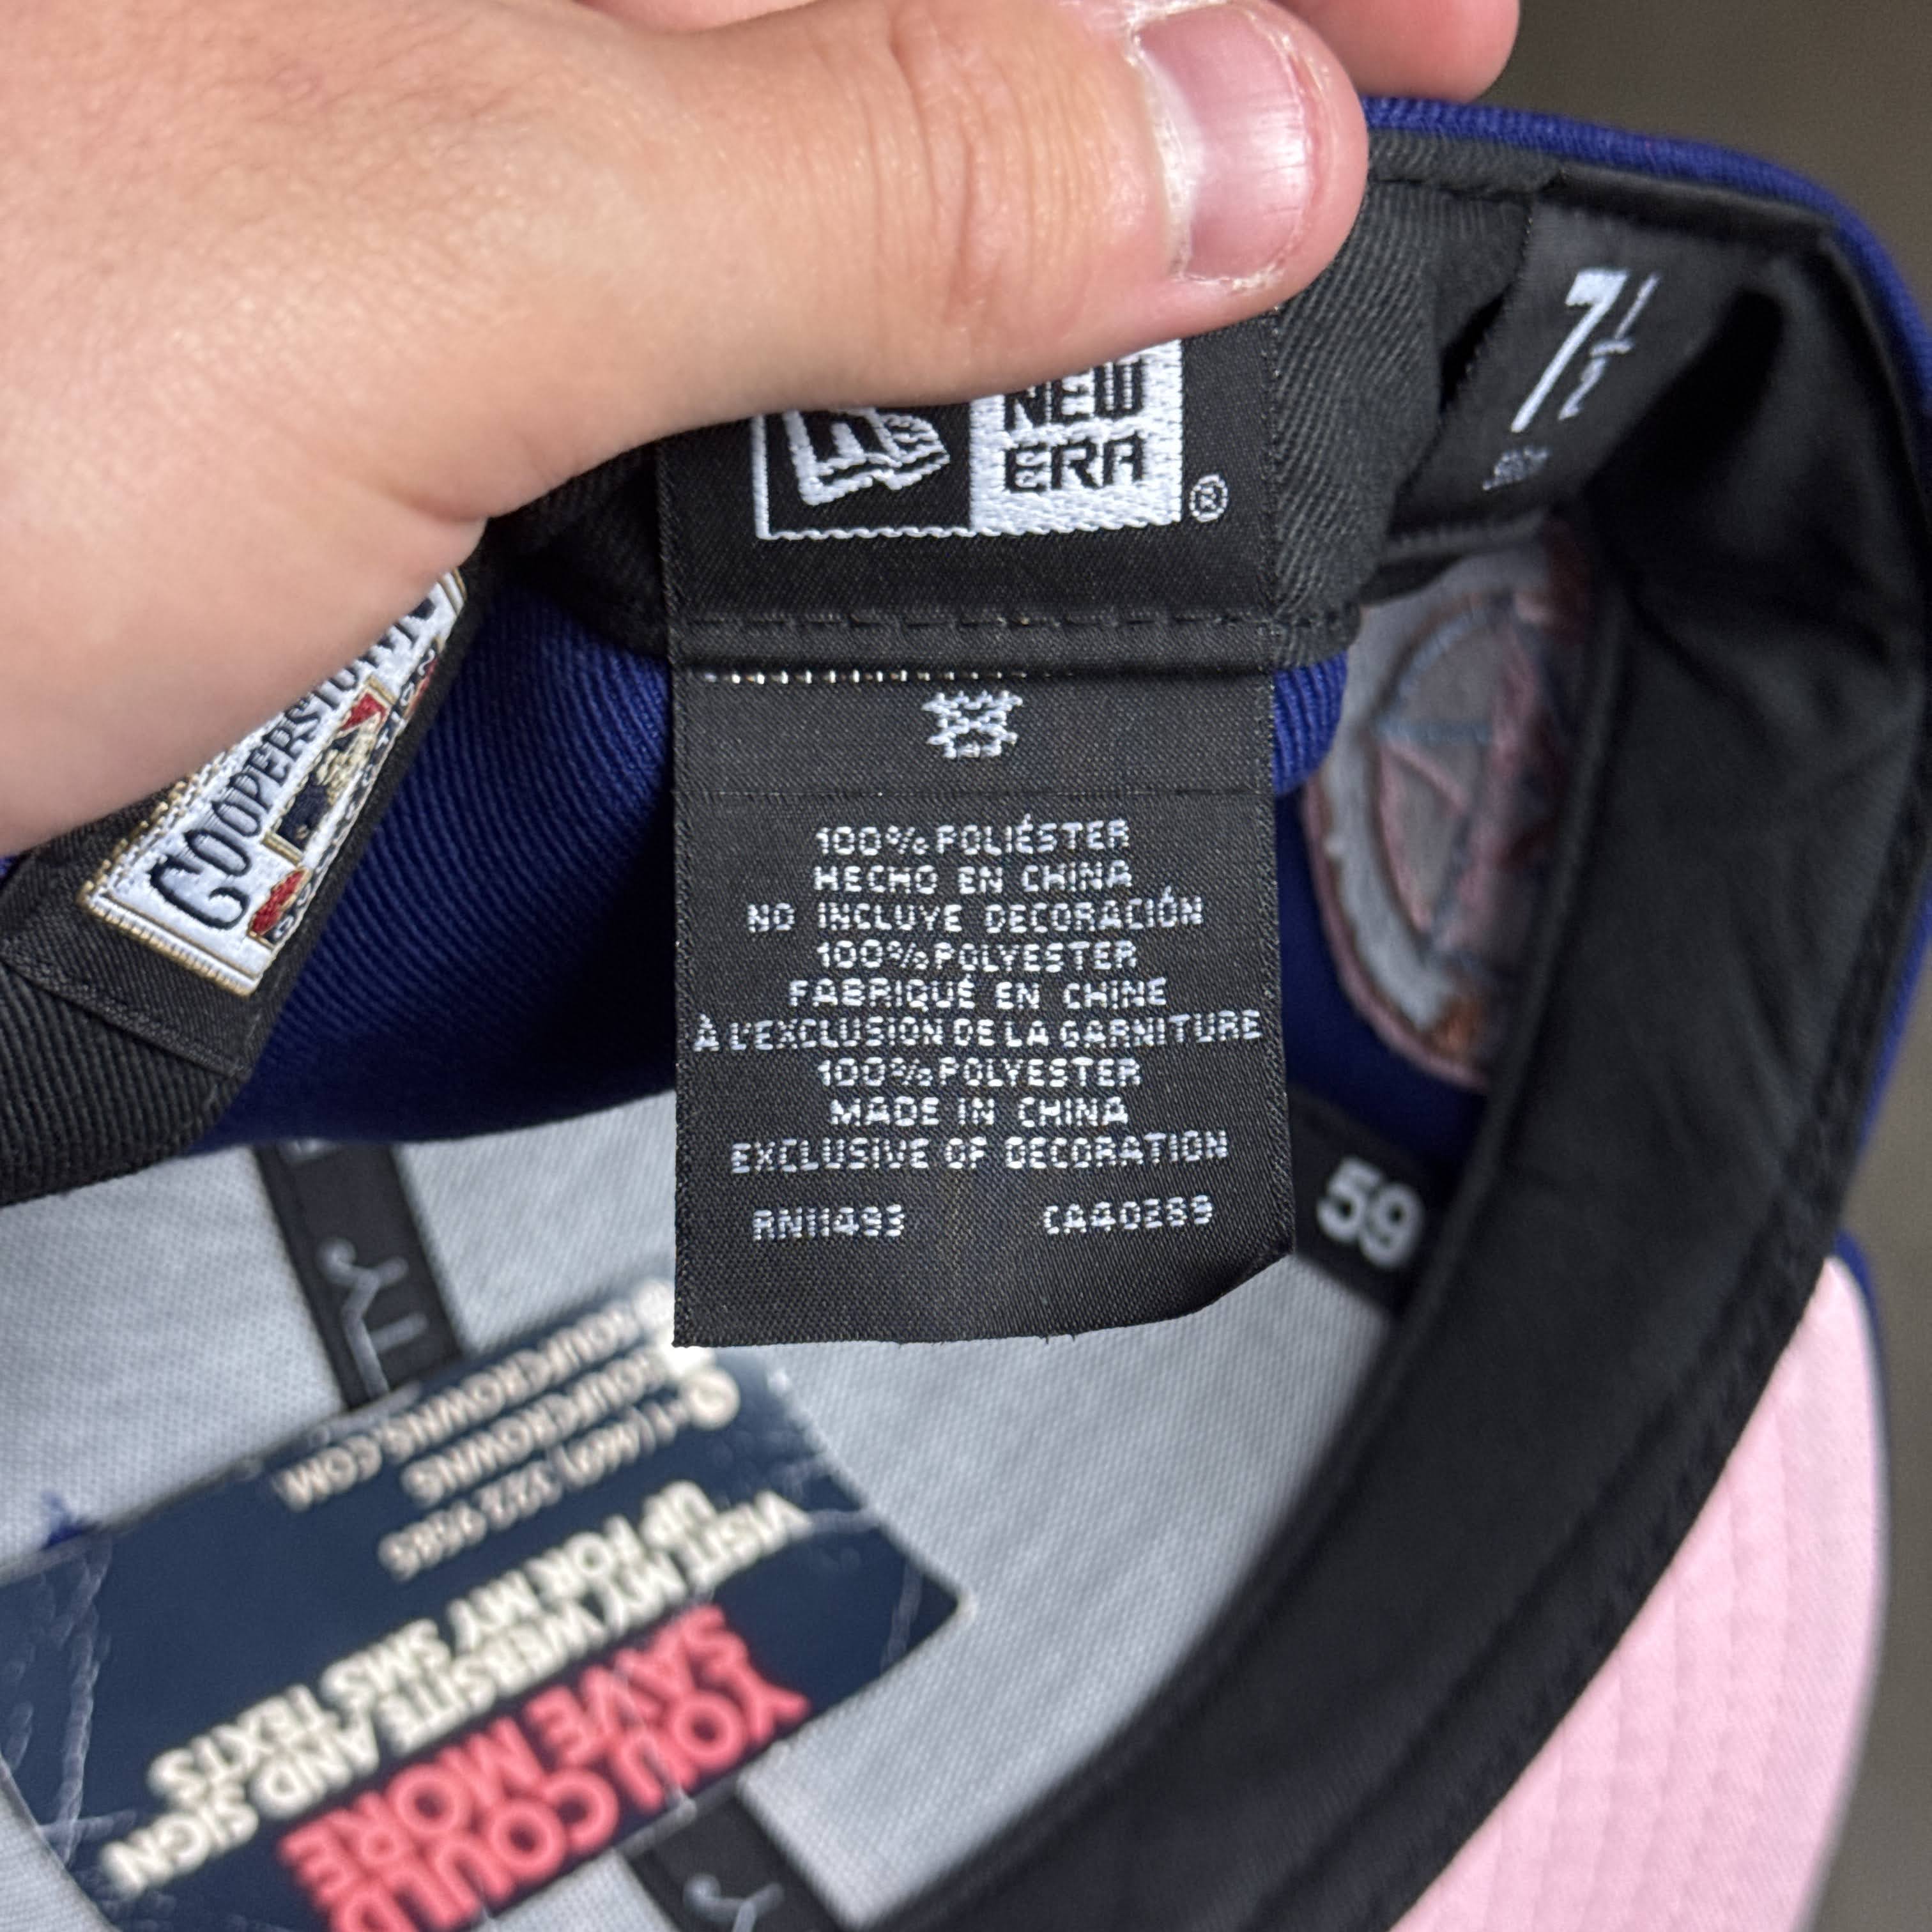 NEW
ERA
®
7 1/2
COOPERSTOWN
100% POLIÉSTER
HECHO EN CHINA
NO INCLUYE DECORACIÓN
100% POLYESTER
FABRIQUÉ EN CHINE
À L'EXCLUSION DE LA GARNITURE
100% POLYESTER
MADE IN CHINA
EXCLUSIVE OF DECORATION
RN11493 CA40289
59
YOU COULD
SAVE MORE
VISIT MY WEBSITE AND SIGN
UP FOR MY SMS TEXTS